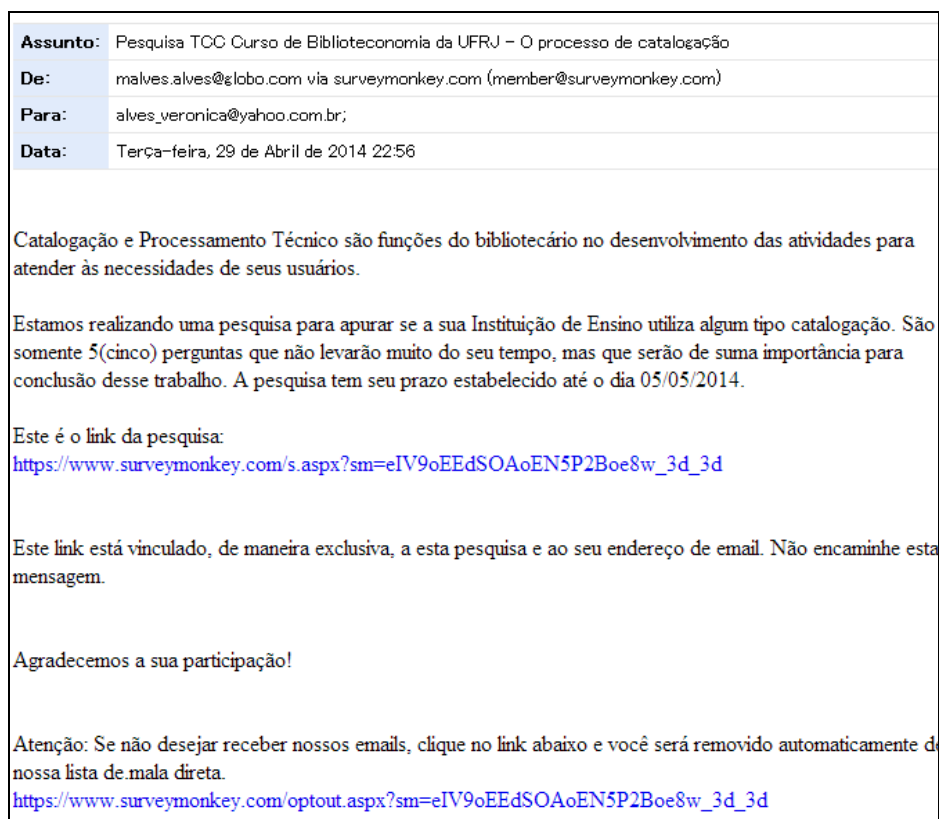 Assunto: Pesquisa TCC Curso de Biblioteconomia da UFRJ - O processo de catalogação
De: malves.alves@globo.com via surveymonkey.com (member@surveymonkey.com)
Para: alves_veronica@yahoo.com.br;
Data: Terça-feira, 29 de Abril de 2014 22:56
Catalogação e Processamento Técnico são funções do bibliotecário no desenvolvimento das atividades para
atender às necessidades de seus usuários.
Estamos realizando uma pesquisa para apurar se a sua Instituição de Ensino utiliza algum tipo catalogação. São
somente 5(cinco) perguntas que não levarão muito do seu tempo, mas que serão de suma importância para
conclusão desse trabalho. A pesquisa tem seu prazo estabelecido até o dia 05/05/2014.
Este é o link da pesquisa:
https://www.surveymonkey.com/s.aspx?sm=eIV9oEEdSOAoEN5P2Boe8w_3d_3d
Este link está vinculado, de maneira exclusiva, a esta pesquisa e ao seu endereço de email. Não encaminhe esta
mensagem.
Agradecemos a sua participação!
Atenção: Se não desejar receber nossos emails, clique no link abaixo e você será removido automaticamente de
nossa lista de.mala direta.
https://www.surveymonkey.com/optout.aspx?sm=eIV9oEEdSOAoEN5P2Boe8w_3d_3d